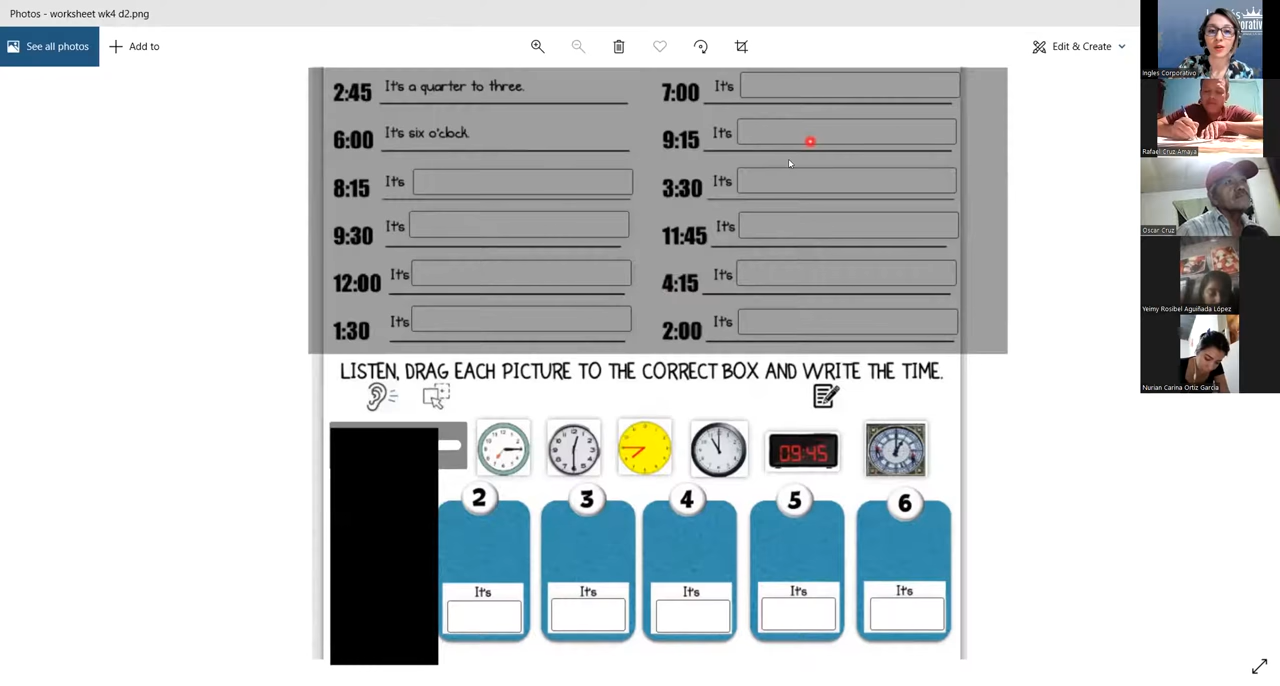 Photos - worksheet wk4 d2.png
See all photos
Add to
Edit & Create
2:45 It's a quarter to three.
6:00 It's six o'clock.
8:15 It's
9:30 It's
12:00 It's
1:30 It's
7:00 It's
9:15 It's
3:30 It's
11:45 It's
4:15 It's
2:00 It's
LISTEN, DRAG EACH PICTURE TO THE CORRECT BOX AND WRITE THE TIME.
09:45
2 3 4 5 6
It's It's It's It's It's
Ingles Corporativo
Rafael Cruz Amaya
Oscar Cruz
Yeimy Rosibel Aguiñada López
Nurian Carina Ortiz Garcia